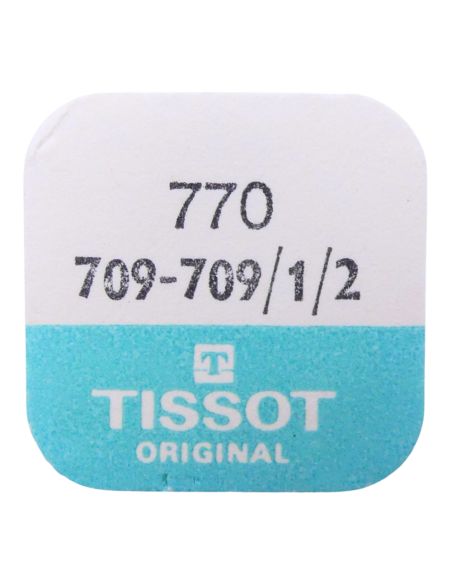 770
709-709/1/2
T
TISSOT
ORIGINAL